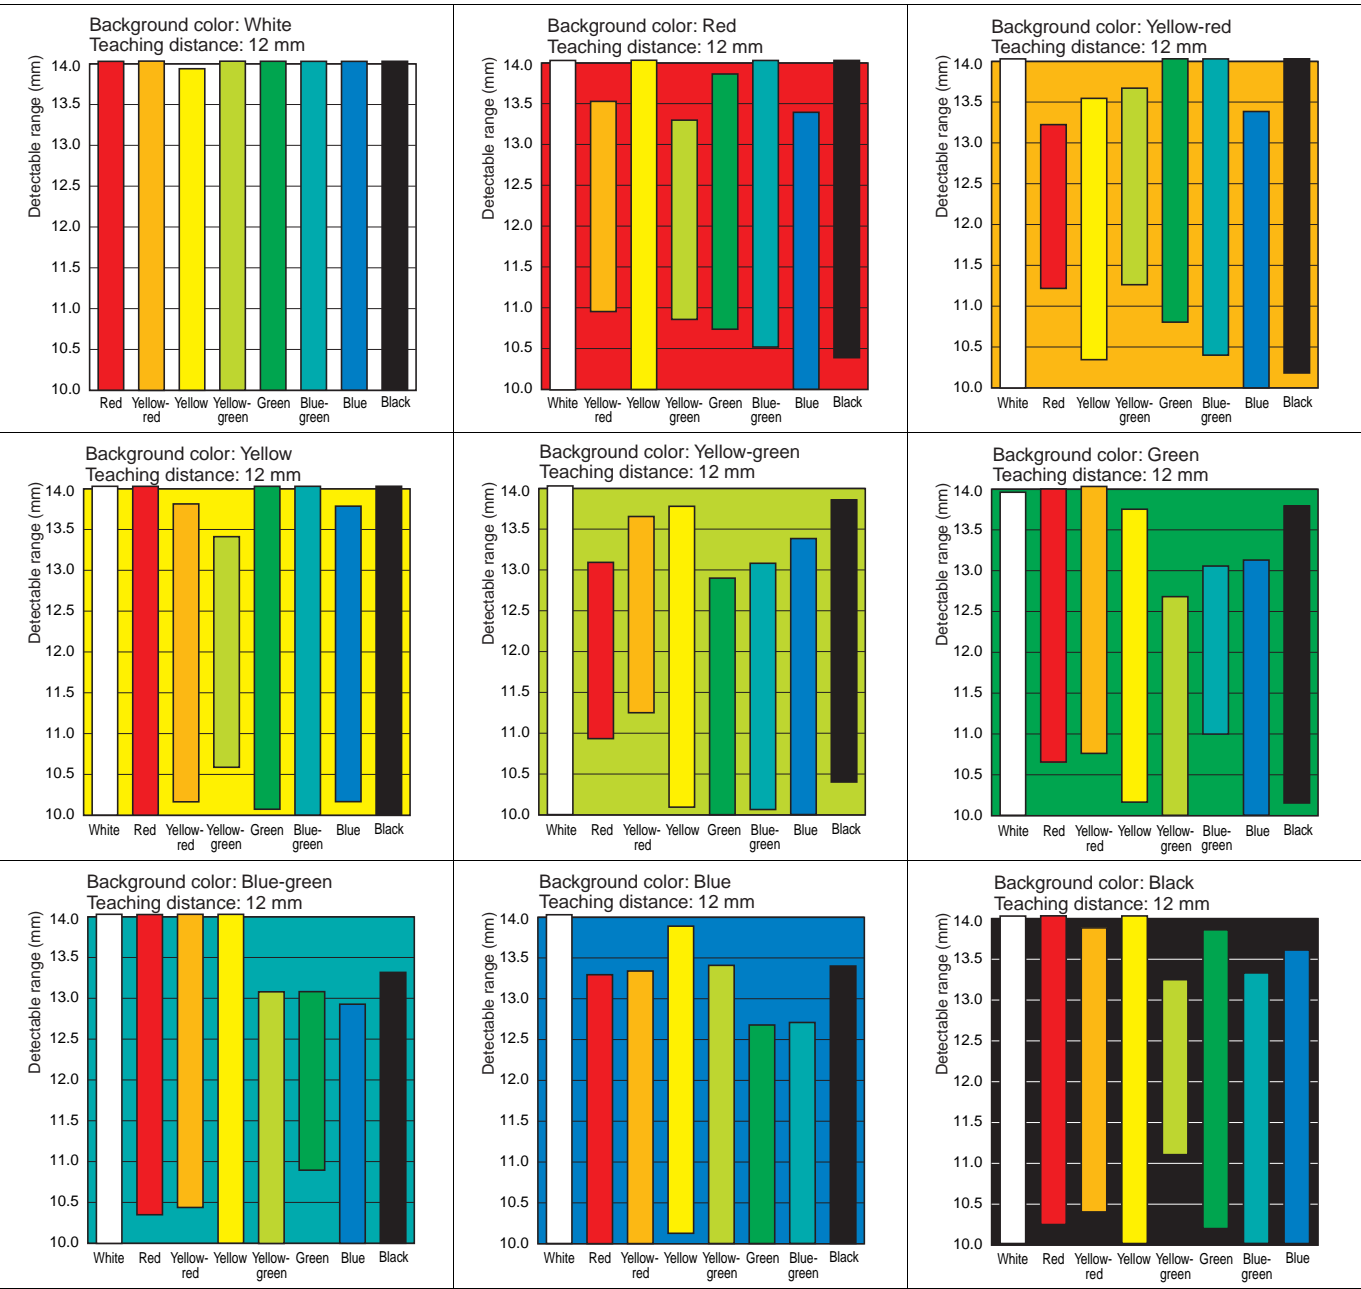 Background color: White
Teaching distance: 12 mm
Detectable range (mm)
14.0
13.5
13.0
12.5
12.0
11.5
11.0
10.5
10.0
Red Yellow-red Yellow Yellow-green Green Blue-green Blue Black
Background color: Red
Teaching distance: 12 mm
Detectable range (mm)
14.0
13.5
13.0
12.5
12.0
11.5
11.0
10.5
10.0
White Yellow-red Yellow Yellow-green Green Blue-green Blue Black
Background color: Yellow-red
Teaching distance: 12 mm
Detectable range (mm)
14.0
13.5
13.0
12.5
12.0
11.5
11.0
10.5
10.0
White Red Yellow Yellow-green Green Blue-green Blue Black
Background color: Yellow
Teaching distance: 12 mm
Detectable range (mm)
14.0
13.5
13.0
12.5
12.0
11.5
11.0
10.5
10.0
White Red Yellow-red Yellow-green Green Blue-green Blue Black
Background color: Yellow-green
Teaching distance: 12 mm
Detectable range (mm)
14.0
13.5
13.0
12.5
12.0
11.5
11.0
10.5
10.0
White Red Yellow-red Yellow Green Blue-green Blue Black
Background color: Green
Teaching distance: 12 mm
Detectable range (mm)
14.0
13.5
13.0
12.5
12.0
11.5
11.0
10.5
10.0
White Red Yellow-red Yellow Yellow-green Blue-green Blue Black
Background color: Blue-green
Teaching distance: 12 mm
Detectable range (mm)
14.0
13.5
13.0
12.5
12.0
11.5
11.0
10.5
10.0
White Red Yellow-red Yellow Yellow-green Green Blue Black
Background color: Blue
Teaching distance: 12 mm
Detectable range (mm)
14.0
13.5
13.0
12.5
12.0
11.5
11.0
10.5
10.0
White Red Yellow-red Yellow Yellow-green Green Blue-green Black
Background color: Black
Teaching distance: 12 mm
Detectable range (mm)
14.0
13.5
13.0
12.5
12.0
11.5
11.0
10.5
10.0
White Red Yellow-red Yellow Yellow-green Green Blue-green Blue